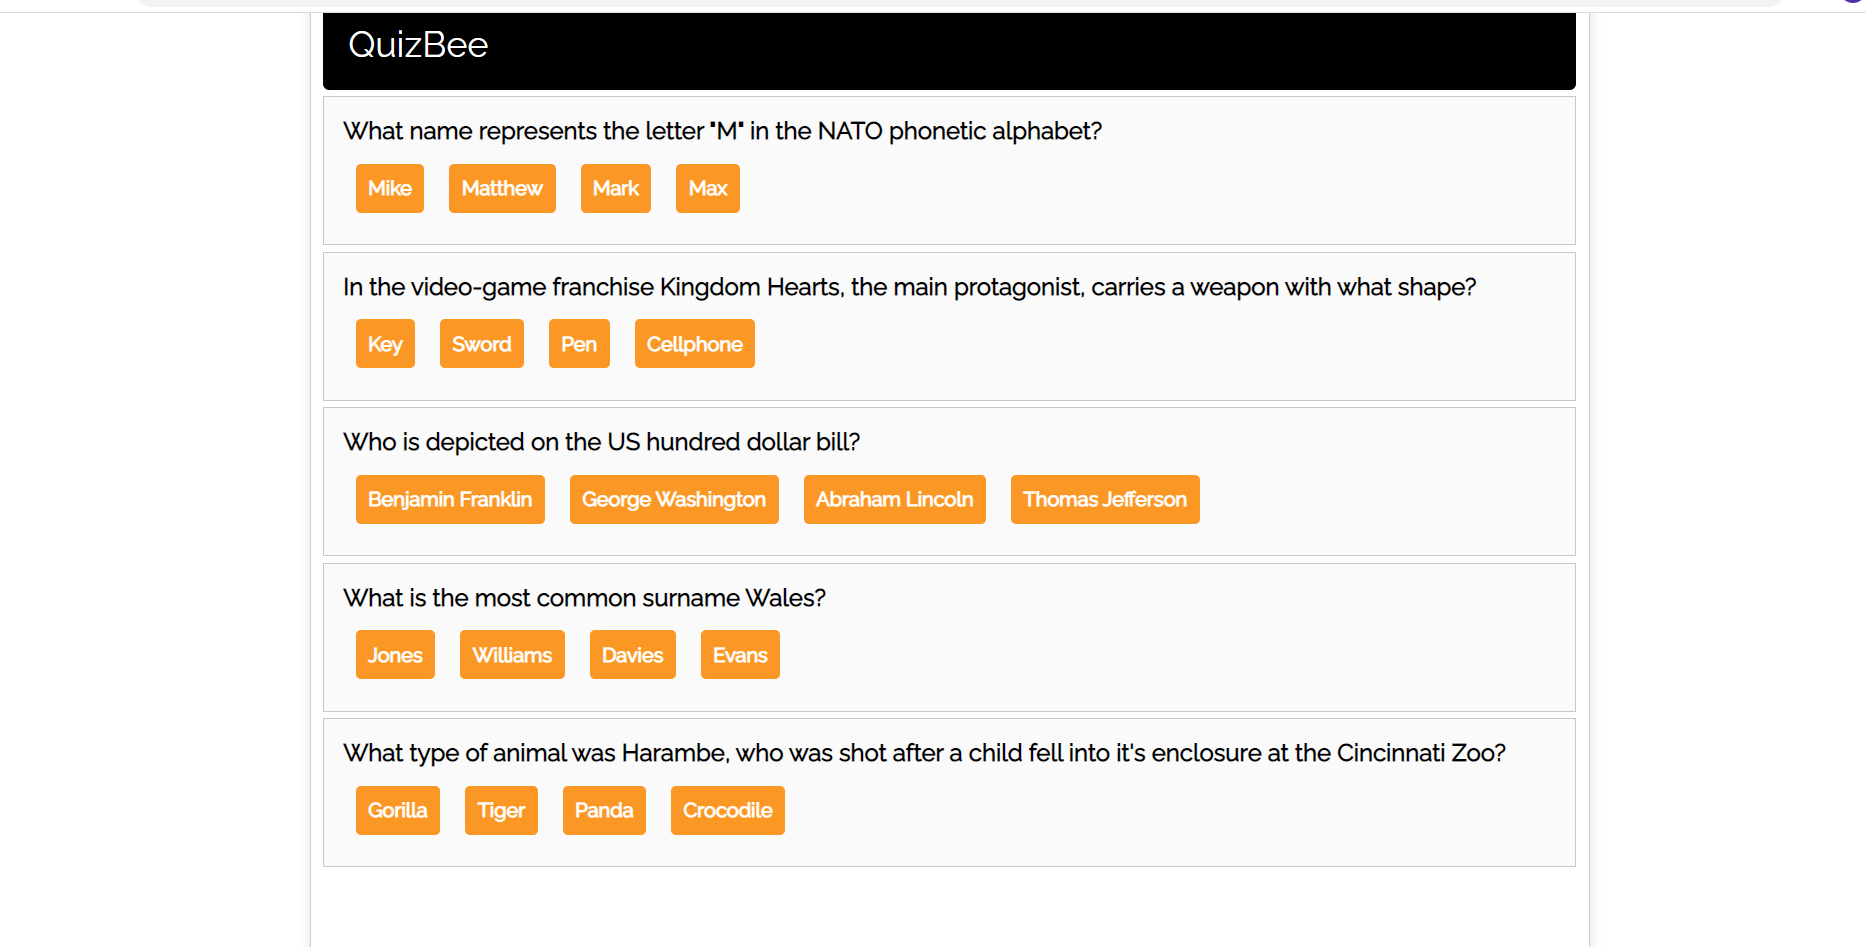 QuizBee
What name represents the letter "M" in the NATO phonetic alphabet?
Mike Matthew Mark Max
In the video-game franchise Kingdom Hearts, the main protagonist, carries a weapon with what shape?
Key Sword Pen Cellphone
Who is depicted on the US hundred dollar bill?
Benjamin Franklin George Washington Abraham Lincoln Thomas Jefferson
What is the most common surname Wales?
Jones Williams Davies Evans
What type of animal was Harambe, who was shot after a child fell into it's enclosure at the Cincinnati Zoo?
Gorilla Tiger Panda Crocodile